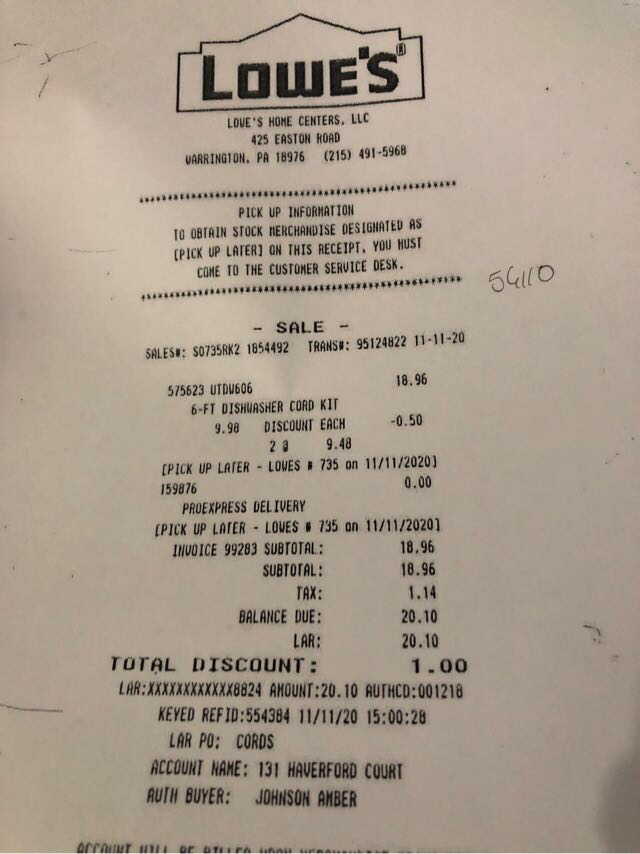 LOWE'S®
LOWE'S HOME CENTERS, LLC
425 EASTON ROAD
WARRINGTON, PA 18976 (215) 491-5968
PICK UP INFORMATION
TO OBTAIN STOCK MERCHANDISE DESIGNATED AS
[PICK UP LATER] ON THIS RECEIPT, YOU MUST
COME TO THE CUSTOMER SERVICE DESK.
- SALE -
SALES#: S0735RK2 1854492 TRANS#: 95124822 11-11-20
575623 UTDW606 18.96
6-FT DISHWASHER CORD KIT
9.98 DISCOUNT EACH -0.50
2 @ 9.48
[PICK UP LATER - LOWES # 735 on 11/11/2020]
159876 0.00
PROEXPRESS DELIVERY
[PICK UP LATER - LOWES # 735 on 11/11/2020]
INVOICE 99283 SUBTOTAL: 18.96
SUBTOTAL: 18.96
TAX: 1.14
BALANCE DUE: 20.10
LAR: 20.10
TOTAL DISCOUNT: 1.00
LAR:XXXXXXXXXXXX8824 AMOUNT:20.10 AUTHCD:001218
KEYED REFID:554384 11/11/20 15:00:28
LAR PO: CORDS
ACCOUNT NAME: 131 HAVERFORD COURT
AUTH BUYER: JOHNSON AMBER
ACCOUNT WILL BE BILLED UPON